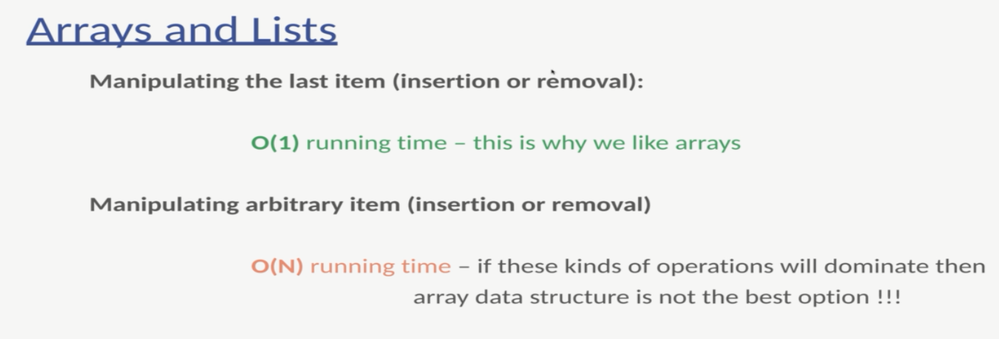 Arrays and Lists
Manipulating the last item (insertion or removal):
O(1) running time – this is why we like arrays
Manipulating arbitrary item (insertion or removal)
O(N) running time – if these kinds of operations will dominate then
array data structure is not the best option !!!